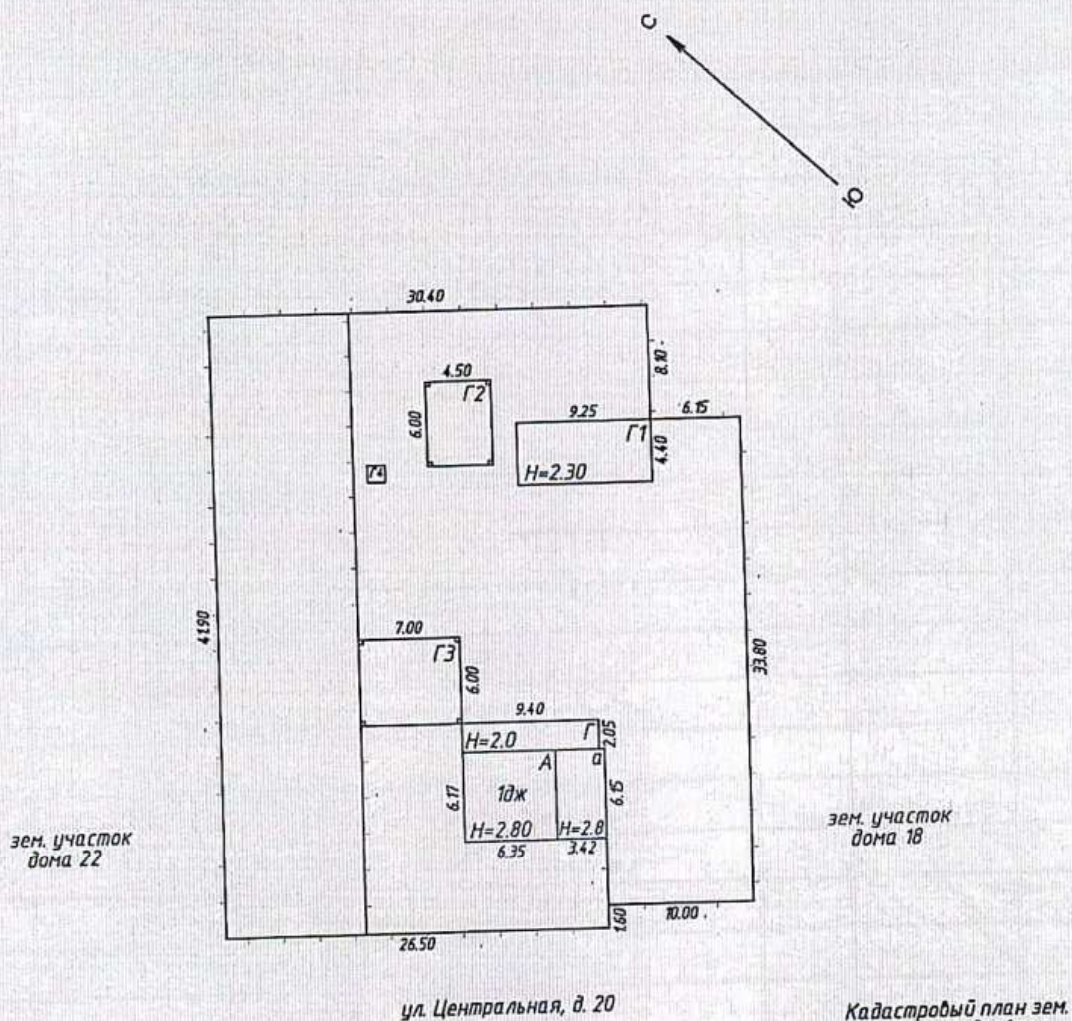 С
Ю
30.40
8.10
4.50
Г2
6.00
9.25
6.15
Г1
4.40
H=2.30
Г4
41.90
7.00
Г3
6.00
33.80
9.40
Г
2.05
H=2.0
А
а
1дж
6.17
6.15
H=2.80
H=2.8
6.35
3.42
зем. участок
дома 22
зем. участок
дома 18
1.60
10.00
26.50
ул. Центральная, д. 20
Кадастровый план зем.